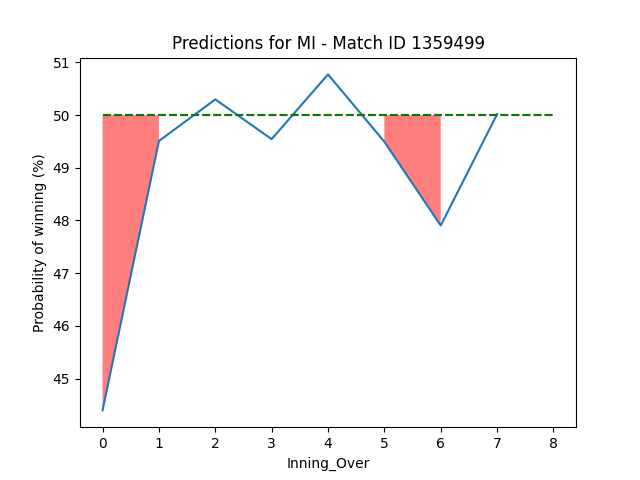 Predictions for MI - Match ID 1359499
51
50
49
48
47
46
45
Probability of winning (%)
0 1 2 3 4 5 6 7 8
Inning_Over